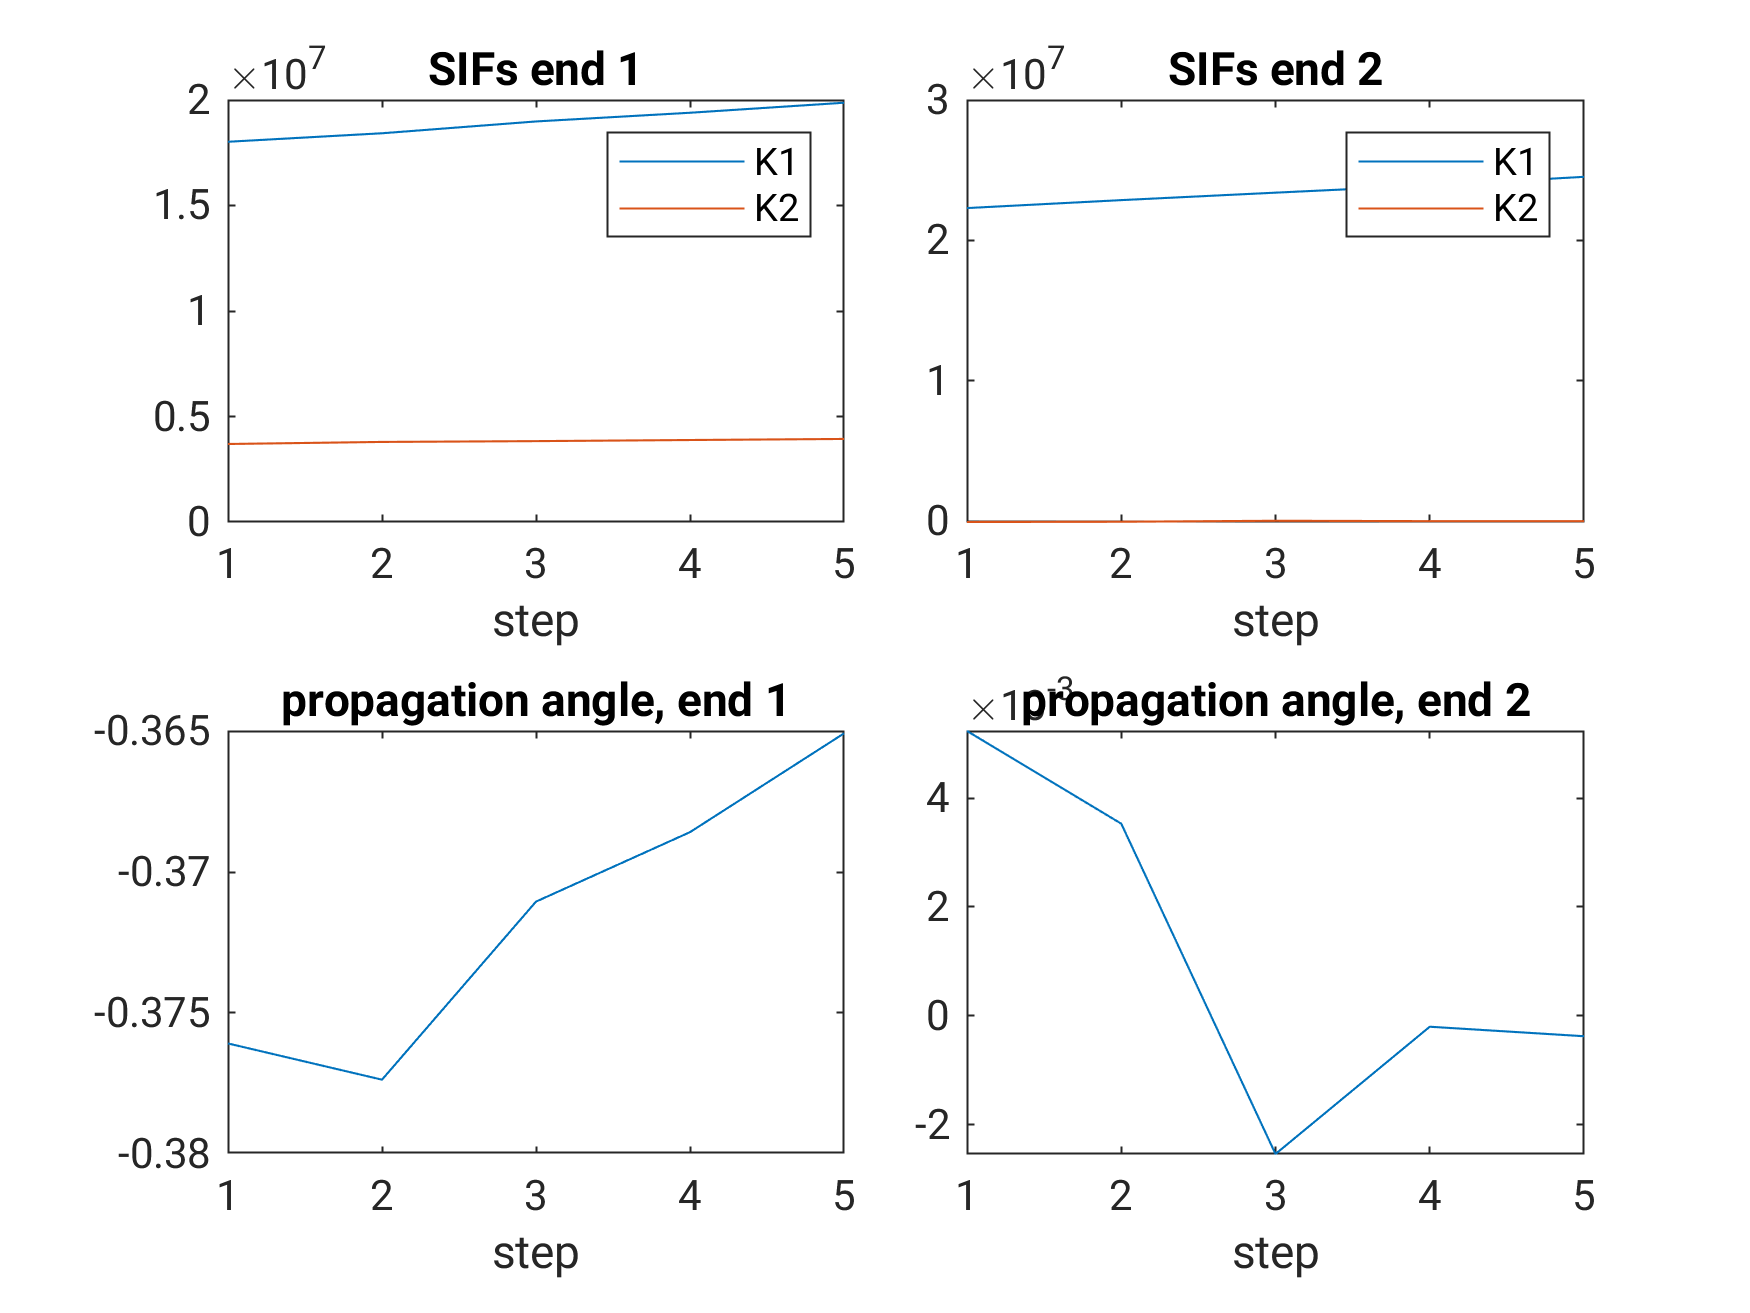 ×10⁷ SIFs end 1
2
1.5
1
0.5
0
1 2 3 4 5
step
K1
K2
×10⁷ SIFs end 2
3
2
1
0
1 2 3 4 5
step
K1
K2
propagation angle, end 1
-0.365
-0.37
-0.375
-0.38
1 2 3 4 5
step
×10⁻³ propagation angle, end 2
4
2
0
-2
1 2 3 4 5
step